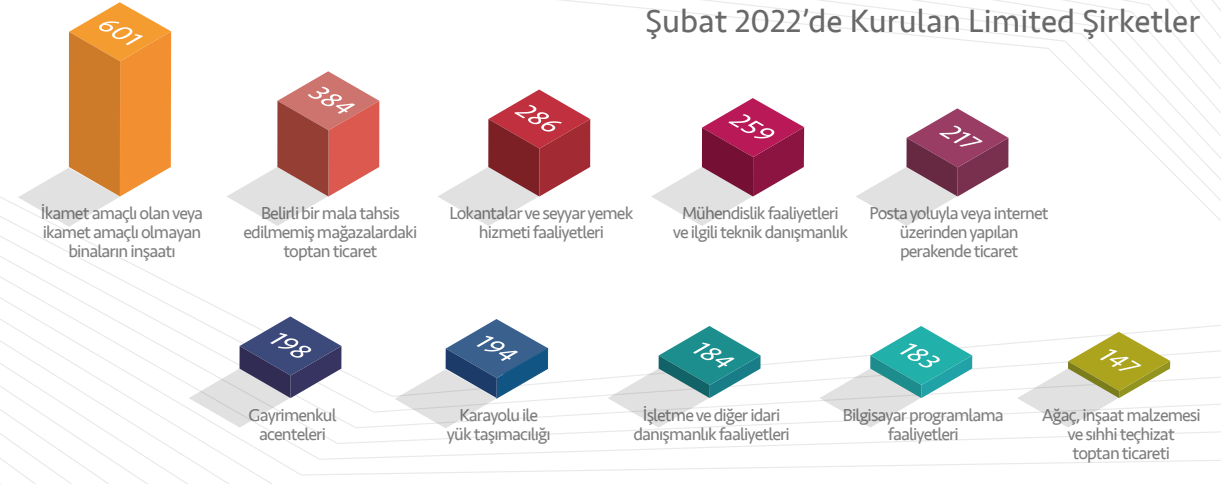 Şubat 2022’de Kurulan Limited Şirketler
601
İkamet amaçlı olan veya
ikamet amaçlı olmayan
binaların inşaatı
384
Belirli bir mala tahsis
edilmemiş mağazalardaki
toptan ticaret
286
Lokantalar ve seyyar yemek
hizmeti faaliyetleri
259
Mühendislik faaliyetleri
ve ilgili teknik danışmanlık
217
Posta yoluyla veya internet
üzerinden yapılan
perakende ticaret
198
Gayrimenkul
acenteleri
194
Karayolu ile
yük taşımacılığı
184
İşletme ve diğer idari
danışmanlık faaliyetleri
183
Bilgisayar programlama
faaliyetleri
147
Ağaç, inşaat malzemesi
ve sıhhi teçhizat
toptan ticareti